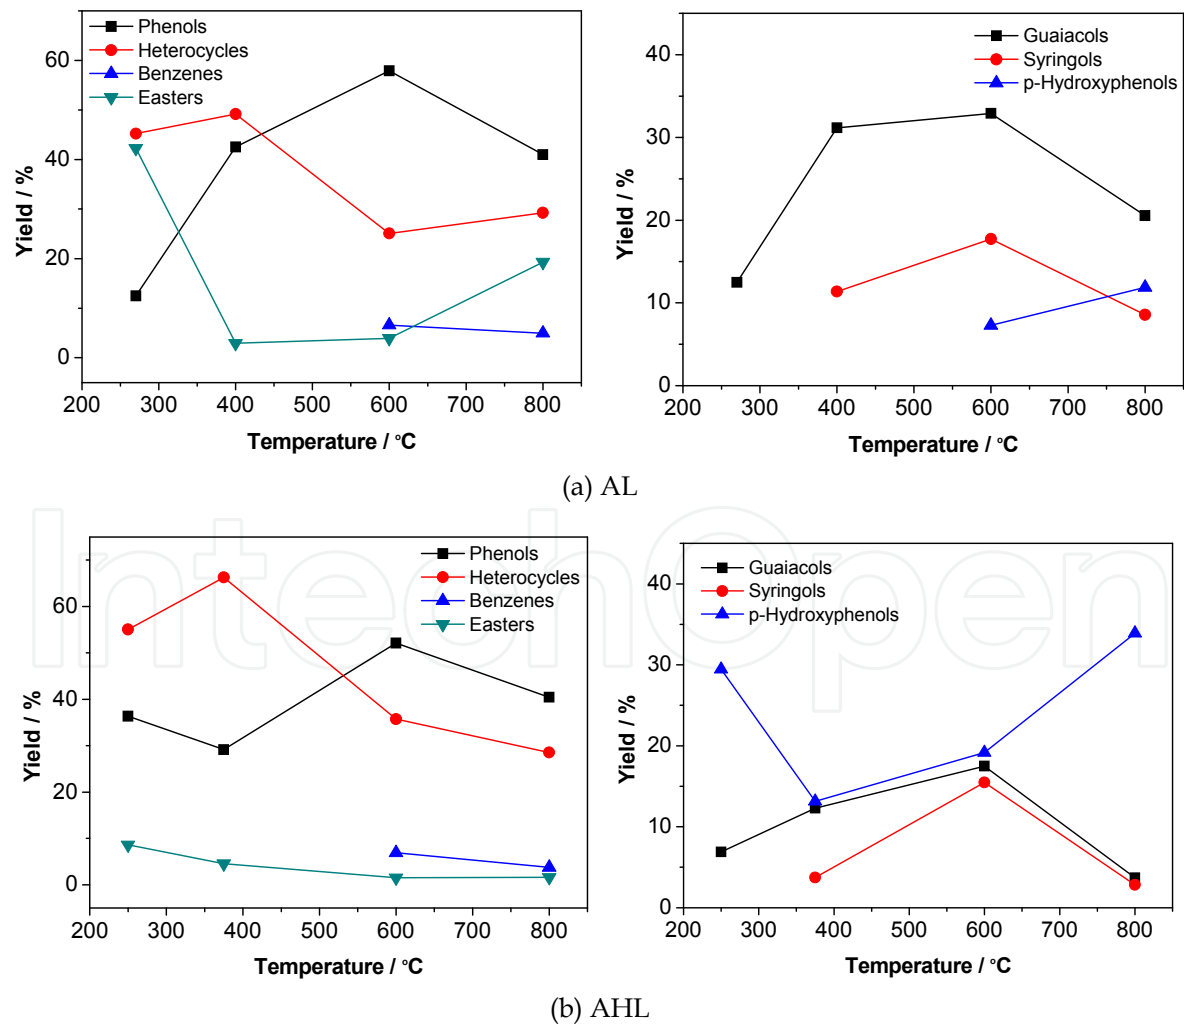 Phenols
Heterocycles
Benzenes
Easters
60
40
20
0
Yield / %
200 300 400 500 600 700 800
Temperature / °C
Guaiacols
Syringols
p-Hydroxyphenols
40
30
20
10
0
Yield / %
200 300 400 500 600 700 800
Temperature / °C
(a) AL
Phenols
Heterocycles
Benzenes
Easters
60
40
20
0
Yield / %
200 300 400 500 600 700 800
Temperature / °C
Guaiacols
Syringols
p-Hydroxyphenols
40
30
20
10
0
Yield / %
200 300 400 500 600 700 800
Temperature / °C
(b) AHL
IntechOpen